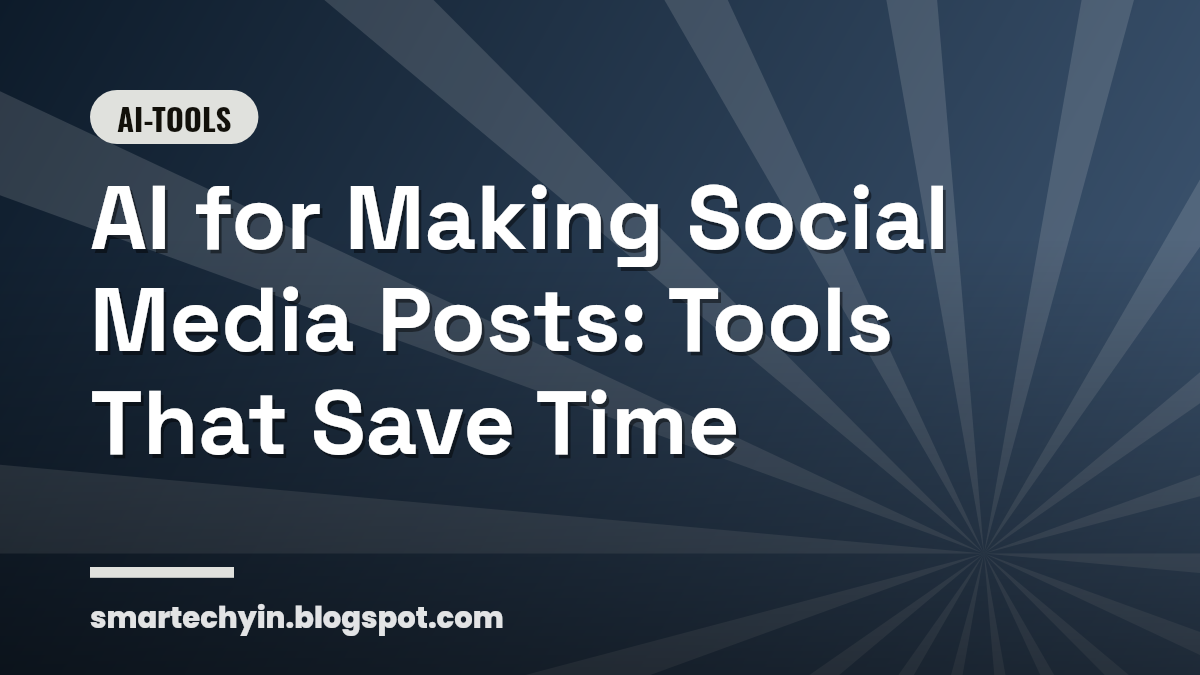 AI-TOOLS
AI for Making Social
Media Posts: Tools
That Save Time
smartechyin.blogspot.com